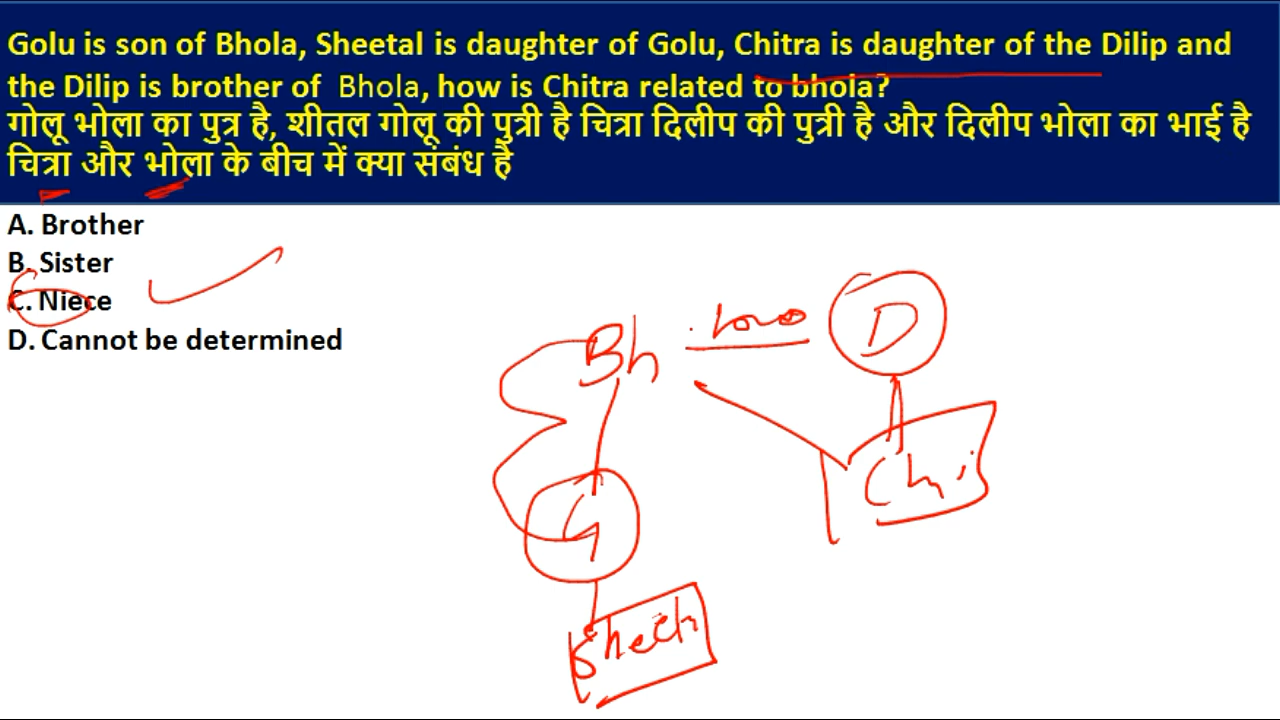 Golu is son of Bhola, Sheetal is daughter of Golu, Chitra is daughter of the Dilip and
the Dilip is brother of Bhola, how is Chitra related to bhola?
गोलू भोला का पुत्र है, शीतल गोलू की पुत्री है चित्रा दिलीप की पुत्री है और दिलीप भोला का भाई है
चित्रा और भोला के बीच में क्या संबंध है
A. Brother
B. Sister
C. Niece
D. Cannot be determined
D
Bh
Chi
G